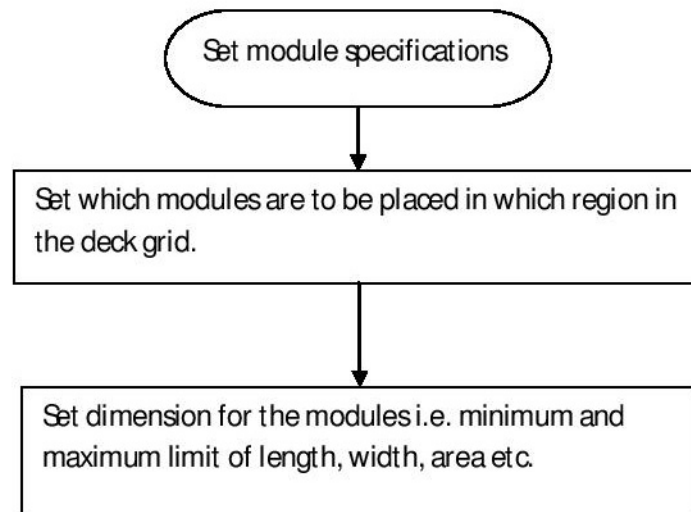 Set module specifications
Set which modules are to be placed in which region in
the deck grid.
Set dimension for the modules i.e. minimum and
maximum limit of length, width, area etc.